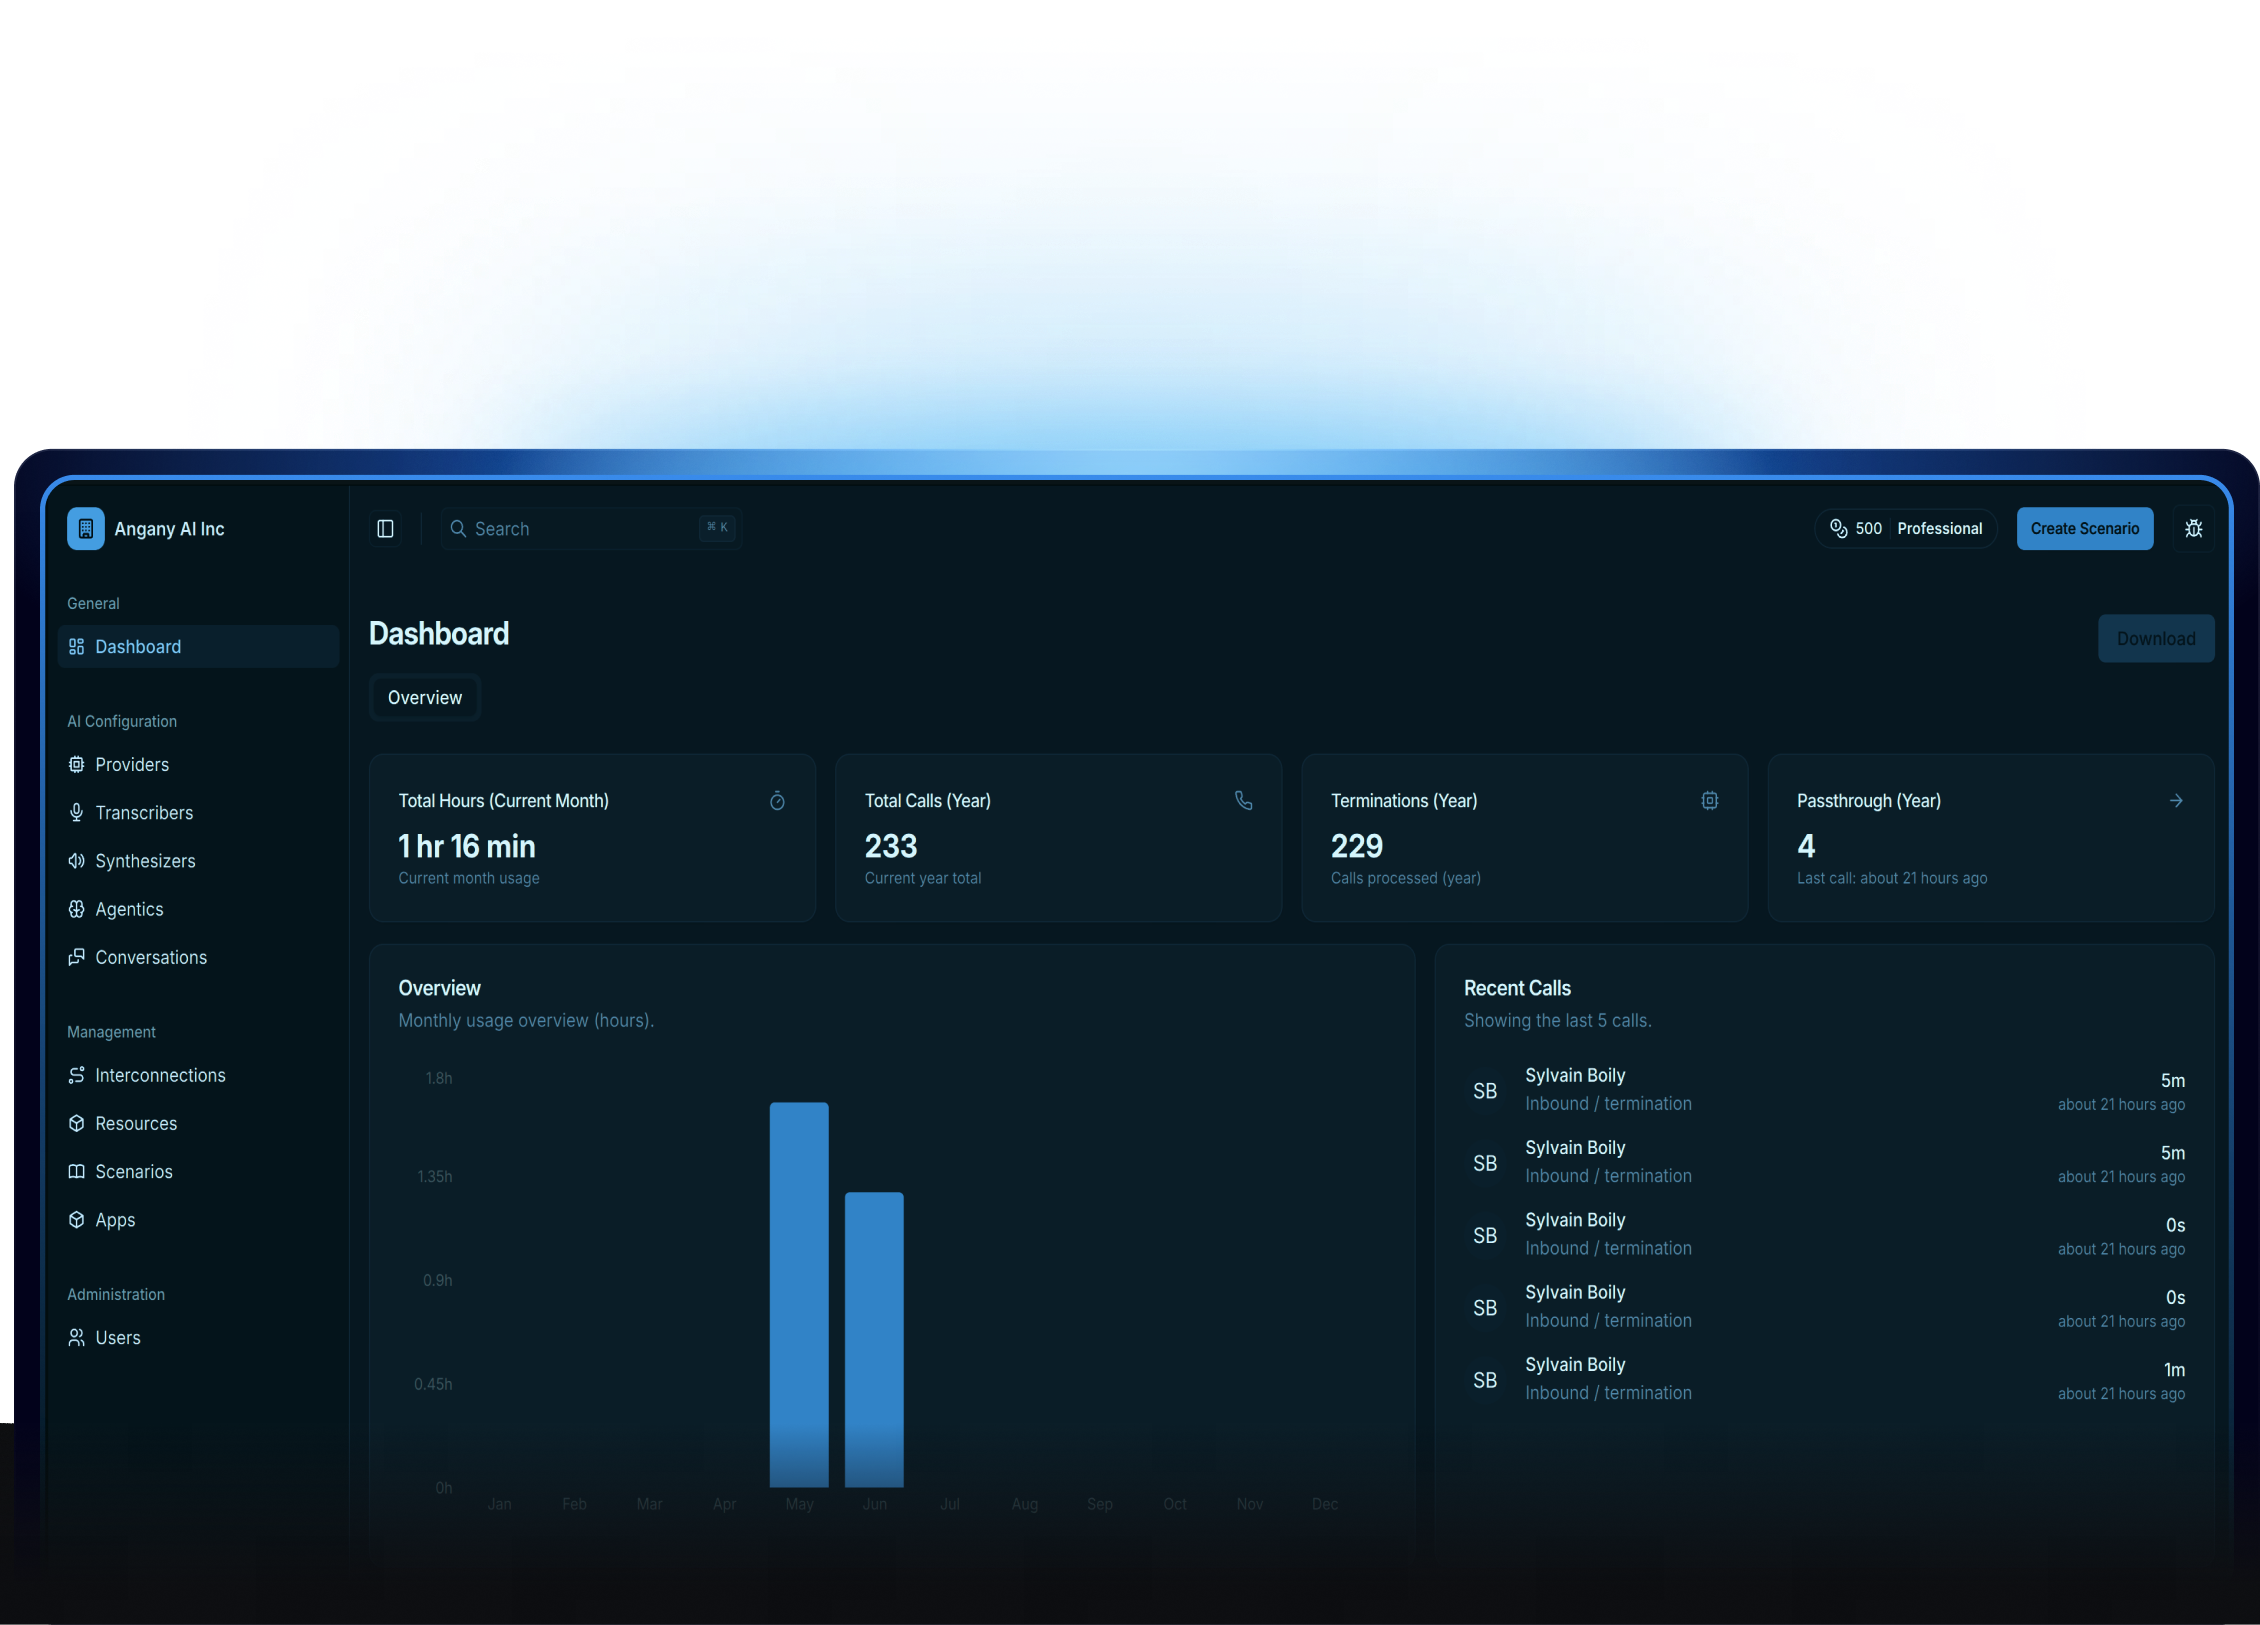 Angany AI Inc
Search
⌘ K
500
Professional
Create Scenario
General
Dashboard
AI Configuration
Providers
Transcribers
Synthesizers
Agentics
Conversations
Management
Interconnections
Resources
Scenarios
Apps
Administration
Users
Dashboard
Download
Overview
Total Hours (Current Month)
1 hr 16 min
Current month usage
Total Calls (Year)
233
Current year total
Terminations (Year)
229
Calls processed (year)
Passthrough (Year)
4
Last call: about 21 hours ago
Overview
Monthly usage overview (hours).
1.8h
1.35h
0.9h
0.45h
0h
Jan Feb Mar Apr May Jun Jul Aug Sep Oct Nov Dec
Recent Calls
Showing the last 5 calls.
SB
Sylvain Boily
Inbound / termination
5m
about 21 hours ago
SB
Sylvain Boily
Inbound / termination
5m
about 21 hours ago
SB
Sylvain Boily
Inbound / termination
0s
about 21 hours ago
SB
Sylvain Boily
Inbound / termination
0s
about 21 hours ago
SB
Sylvain Boily
Inbound / termination
1m
about 21 hours ago